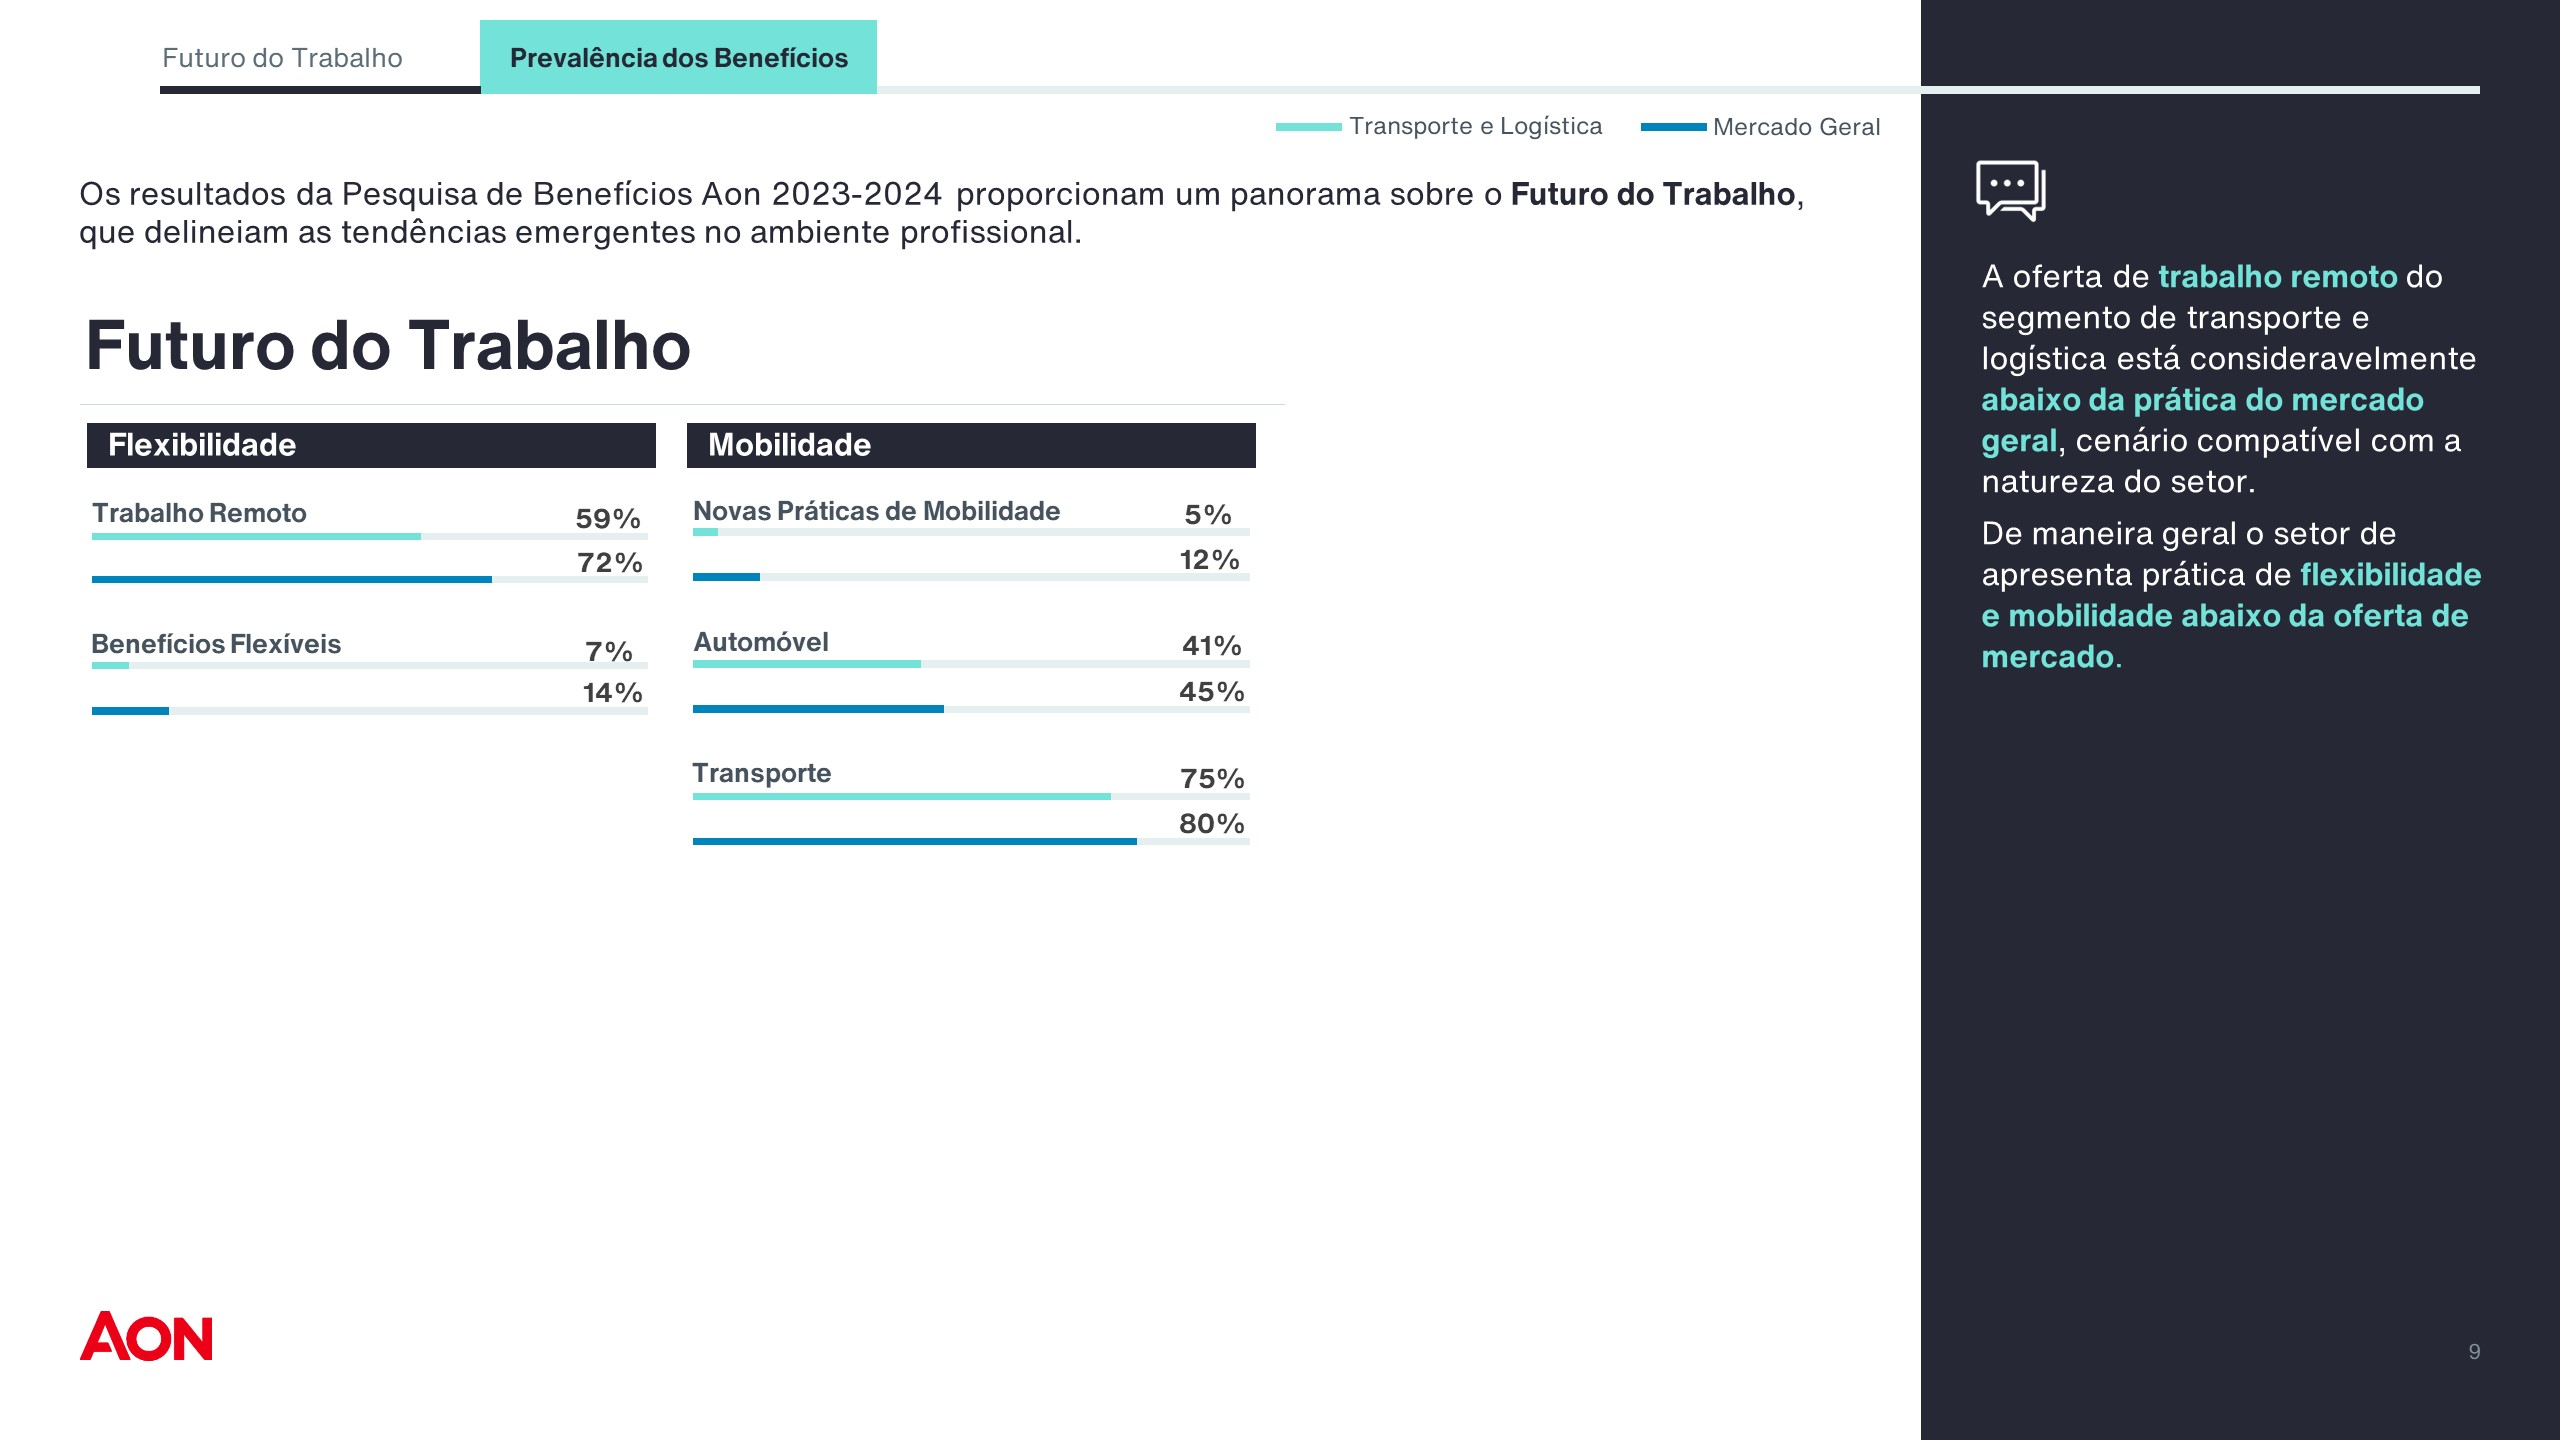 Futuro do Trabalho
Prevalência dos Benefícios
Transporte e Logística
Mercado Geral
Os resultados da Pesquisa de Benefícios Aon 2023-2024 proporcionam um panorama sobre o Futuro do Trabalho,
que delineiam as tendências emergentes no ambiente profissional.
Futuro do Trabalho
Flexibilidade
Trabalho Remoto
59%
72%
Benefícios Flexíveis
7%
14%
Mobilidade
Novas Práticas de Mobilidade
5%
12%
Automóvel
41%
45%
Transporte
75%
80%
A oferta de trabalho remoto do
segmento de transporte e
logística está consideravelmente
abaixo da prática do mercado
geral, cenário compatível com a
natureza do setor.
De maneira geral o setor de
apresenta prática de flexibilidade
e mobilidade abaixo da oferta de
mercado.
AON
9